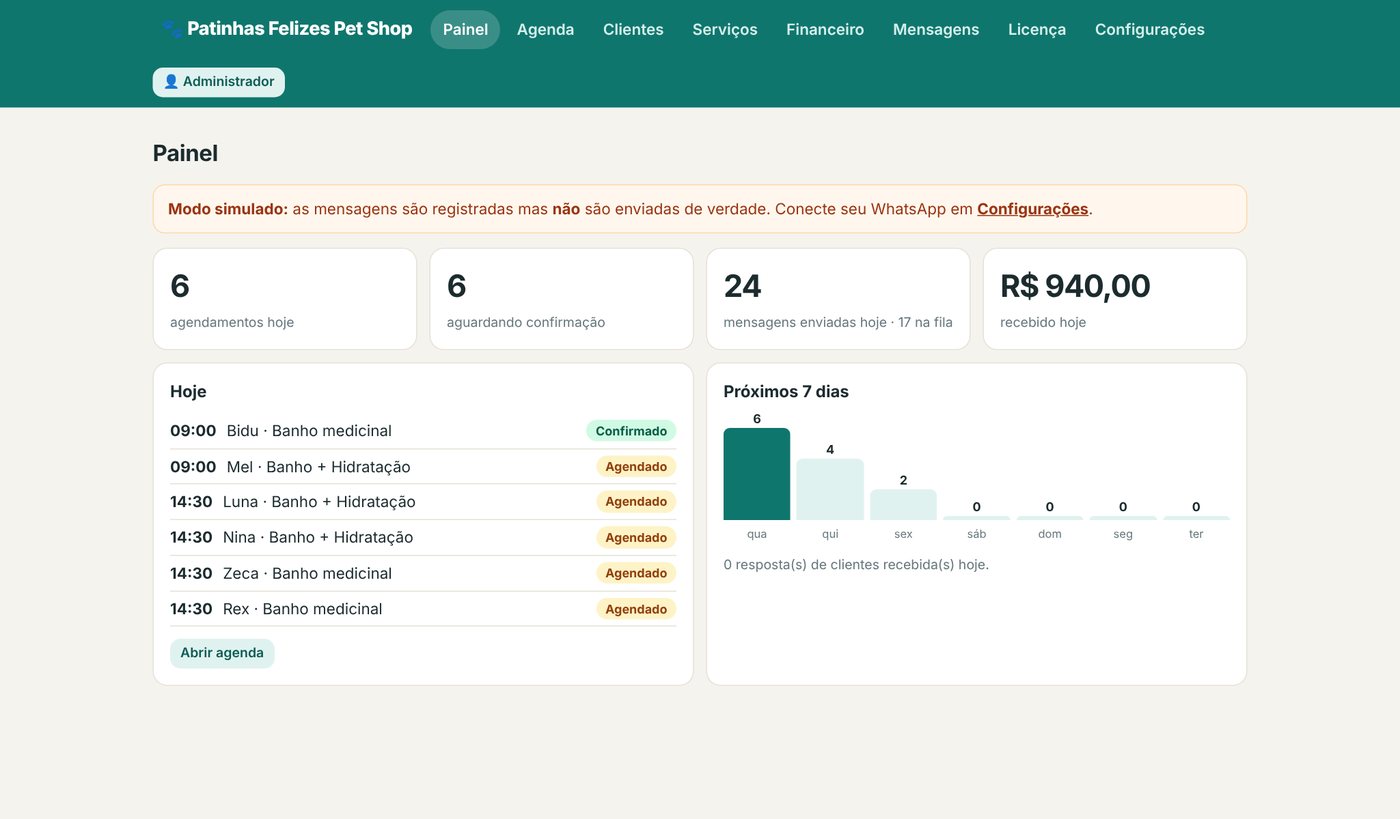 🐾 Patinhas Felizes Pet Shop Painel Agenda Clientes Serviços Financeiro Mensagens Licença Configurações
👤 Administrador
Painel
Modo simulado: as mensagens são registradas mas não são enviadas de verdade. Conecte seu WhatsApp em Configurações.
6
agendamentos hoje
6
aguardando confirmação
24
mensagens enviadas hoje · 17 na fila
R$ 940,00
recebido hoje
Hoje
09:00 Bidu · Banho medicinal Confirmado
09:00 Mel · Banho + Hidratação Agendado
14:30 Luna · Banho + Hidratação Agendado
14:30 Nina · Banho + Hidratação Agendado
14:30 Zeca · Banho medicinal Agendado
14:30 Rex · Banho medicinal Agendado
Abrir agenda
Próximos 7 dias
6 4 2 0 0 0 0
qua qui sex sáb dom seg ter
0 resposta(s) de clientes recebida(s) hoje.